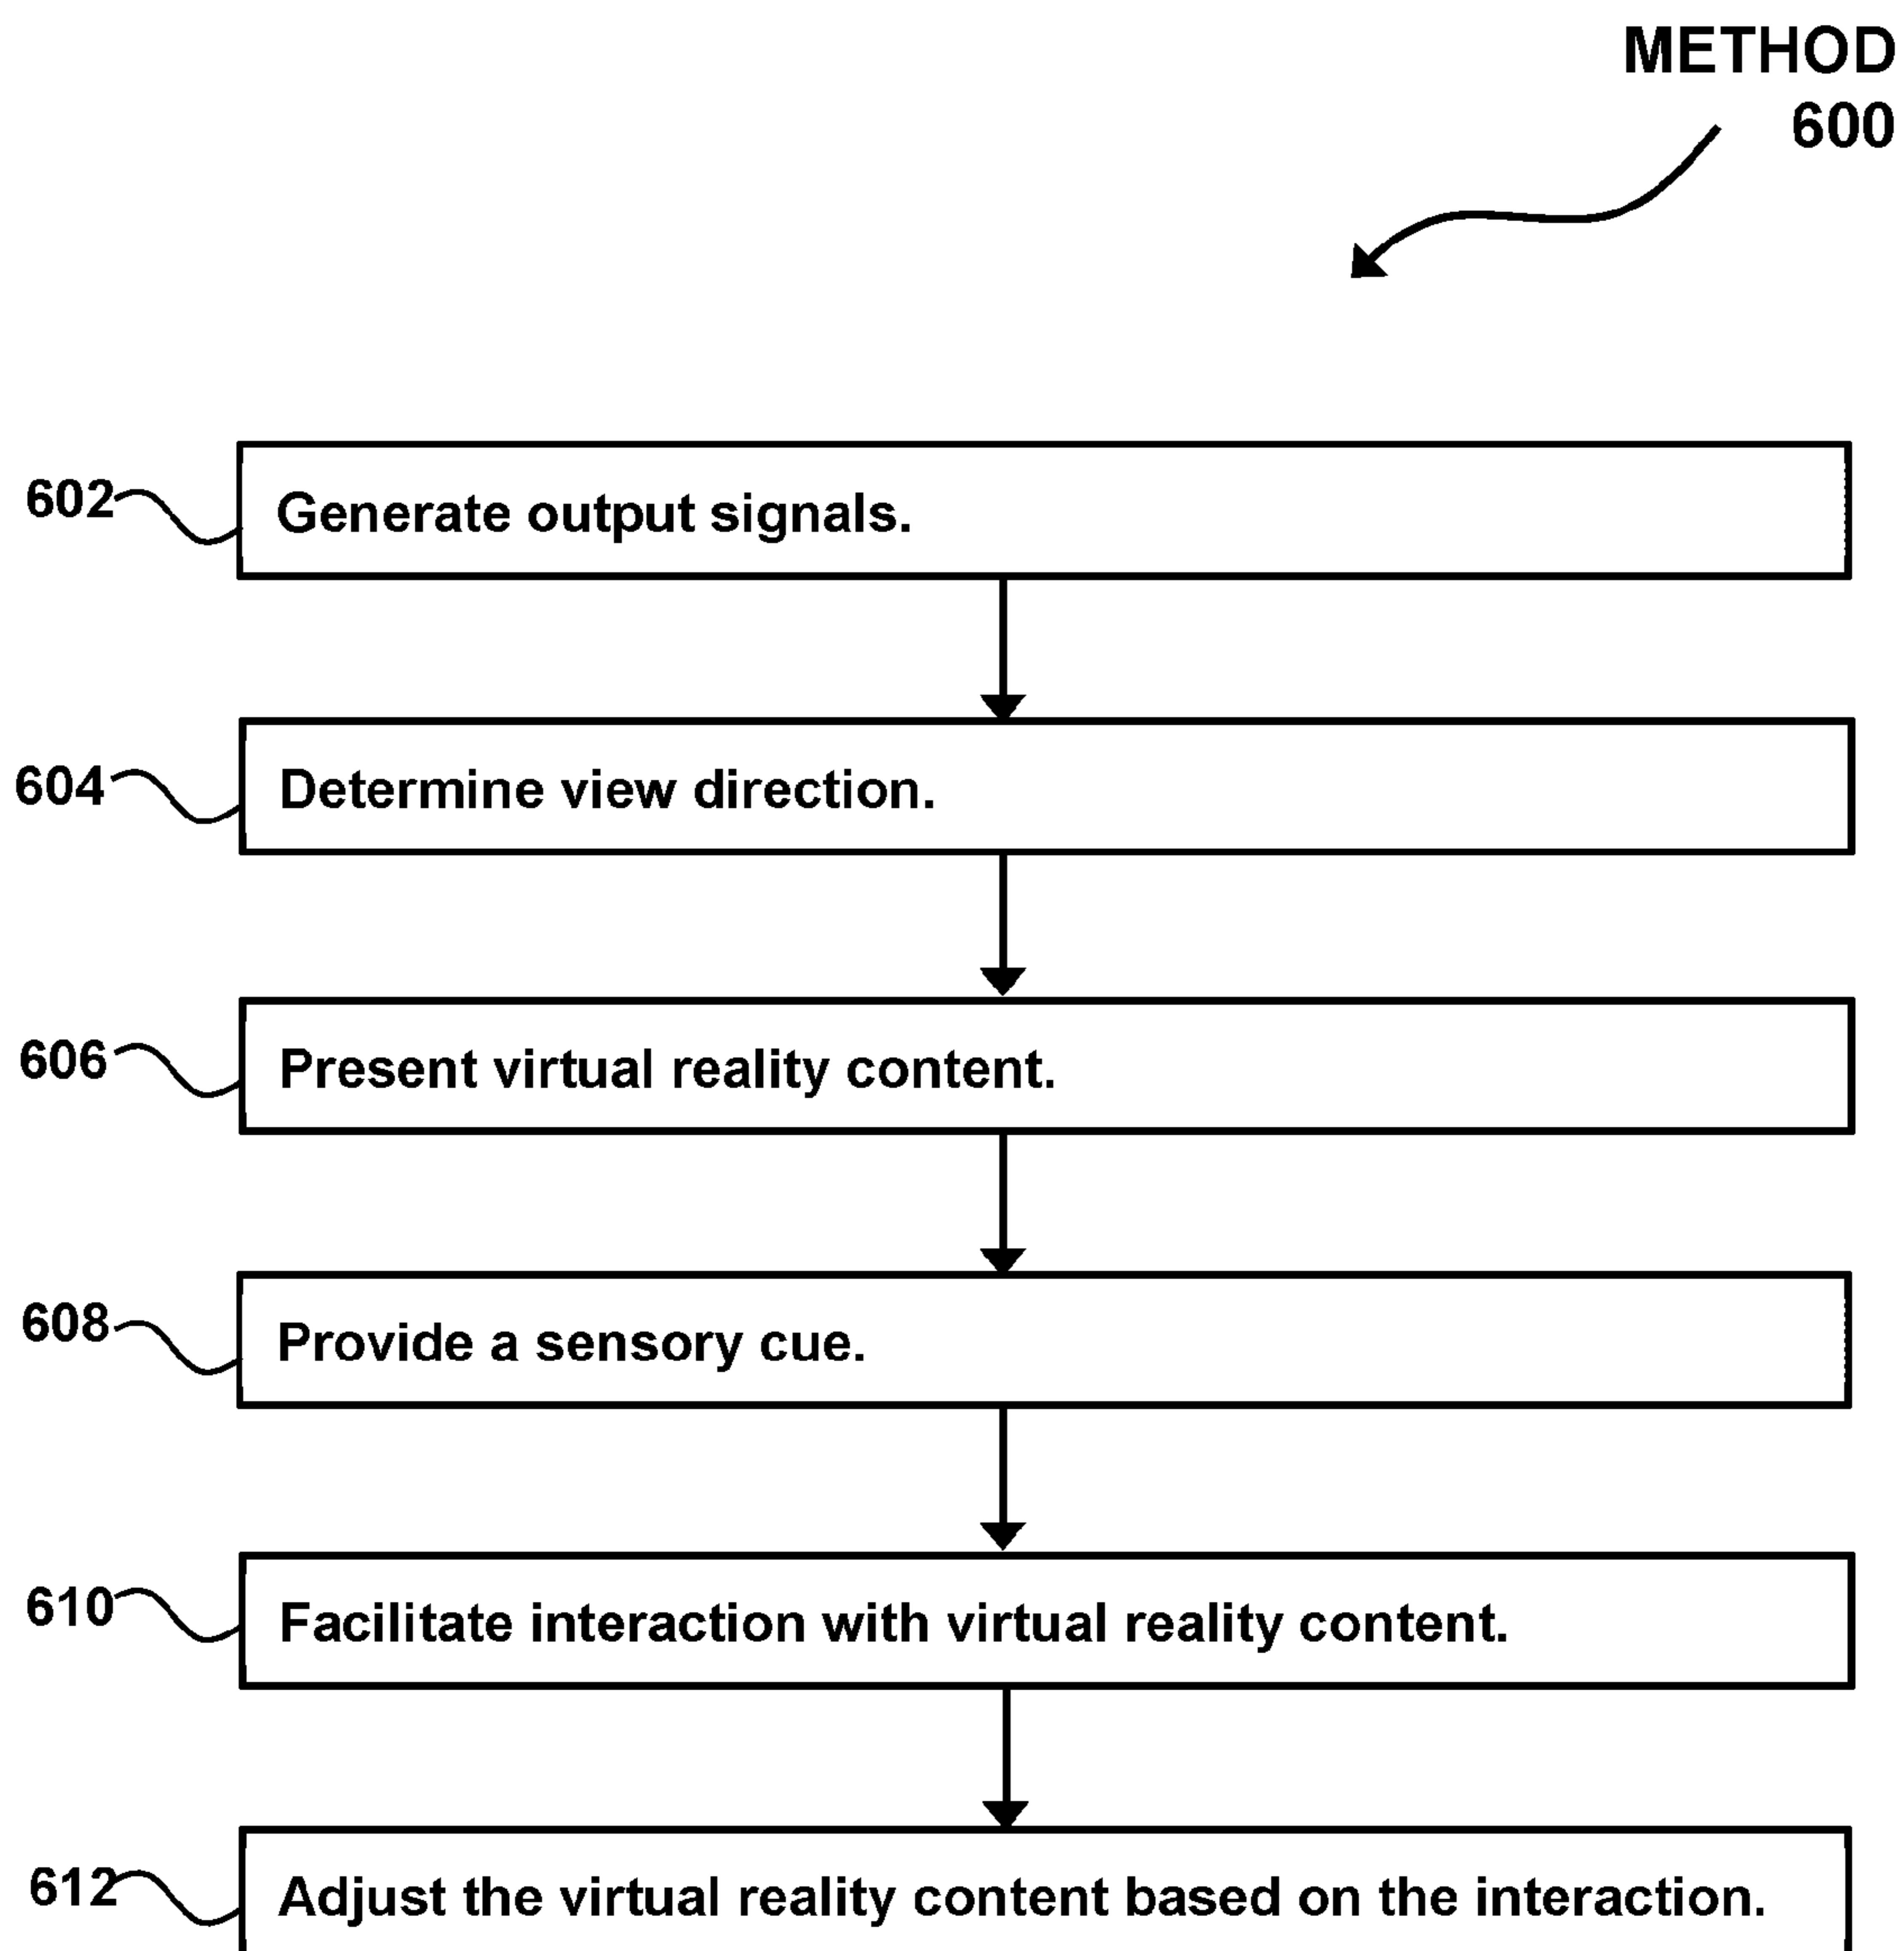 METHOD
600
602
Generate output signals.
604
Determine view direction.
606
Present virtual reality content.
608
Provide a sensory cue.
610
Facilitate interaction with virtual reality content.
612
Adjust the virtual reality content based on the interaction.